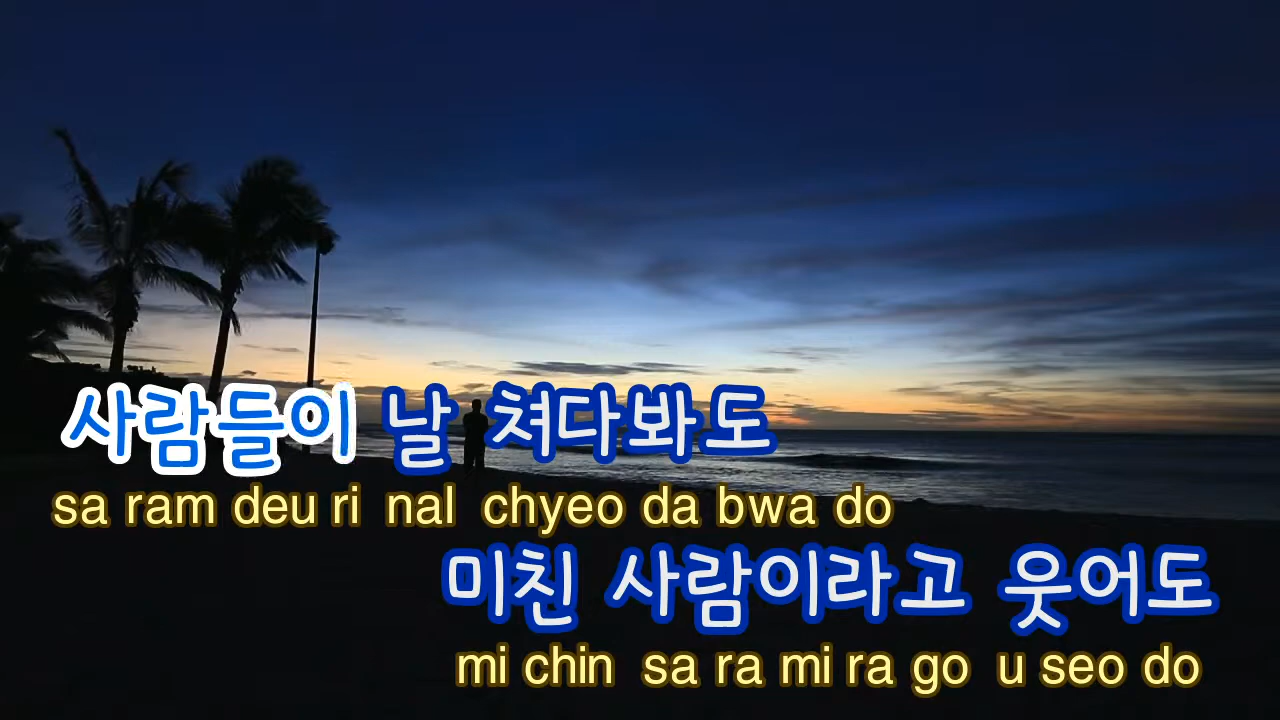 사람들이 날 쳐다봐도
sa ram deu ri nal chyeo da bwa do
미친 사람이라고 웃어도
mi chin sa ra mi ra go u seo do